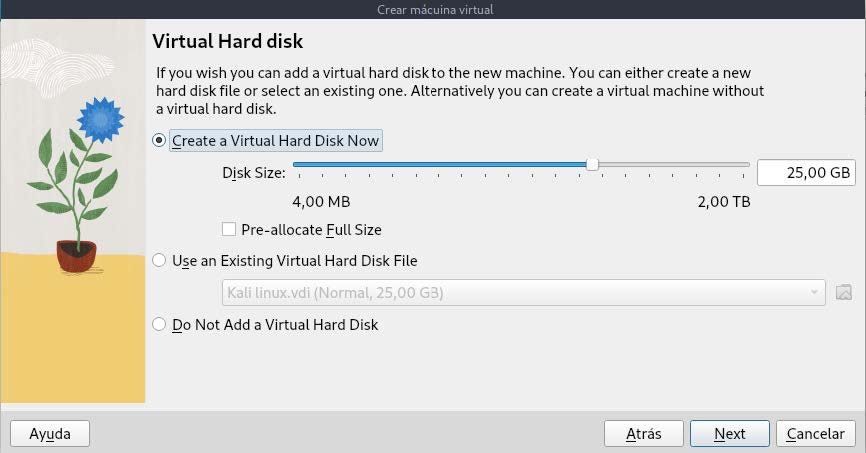 Crear mácuina virtual
Virtual Hard disk
If you wish you can add a virtual hard disk to the new machine. You can either create a new
hard disk file or select an existing one. Alternatively you can create a virtual machine without
a virtual hard disk.
Create a Virtual Hard Disk Now
Disk Size:
25,00 GB
4,00 MB
2,00 TB
Pre-allocate Full Size
Use an Existing Virtual Hard Disk File
Kali linux.vdi (Normal, 25,00 GB)
Do Not Add a Virtual Hard Disk
Ayuda
Atrás
Next
Cancelar